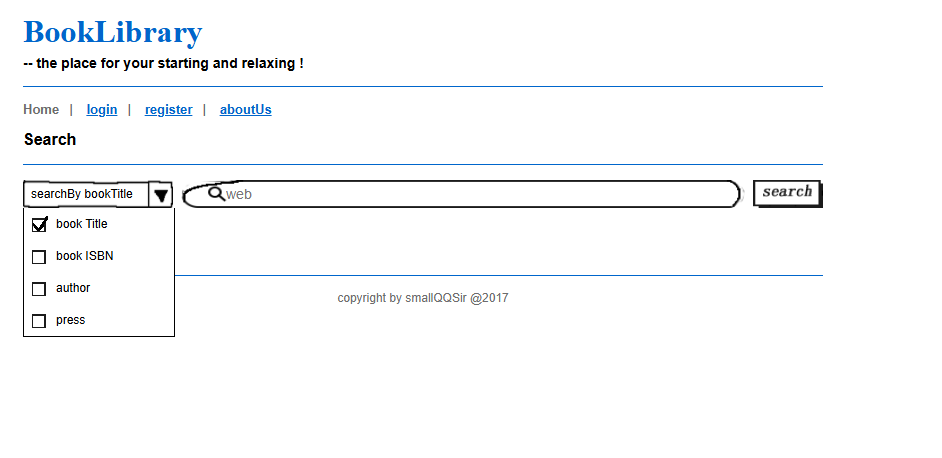 BookLibrary
-- the place for your starting and relaxing !
Home | login | register | aboutUs
Search
searchBy bookTitle web search
book Title
book ISBN
author
press
copyright by smallQQSir @2017